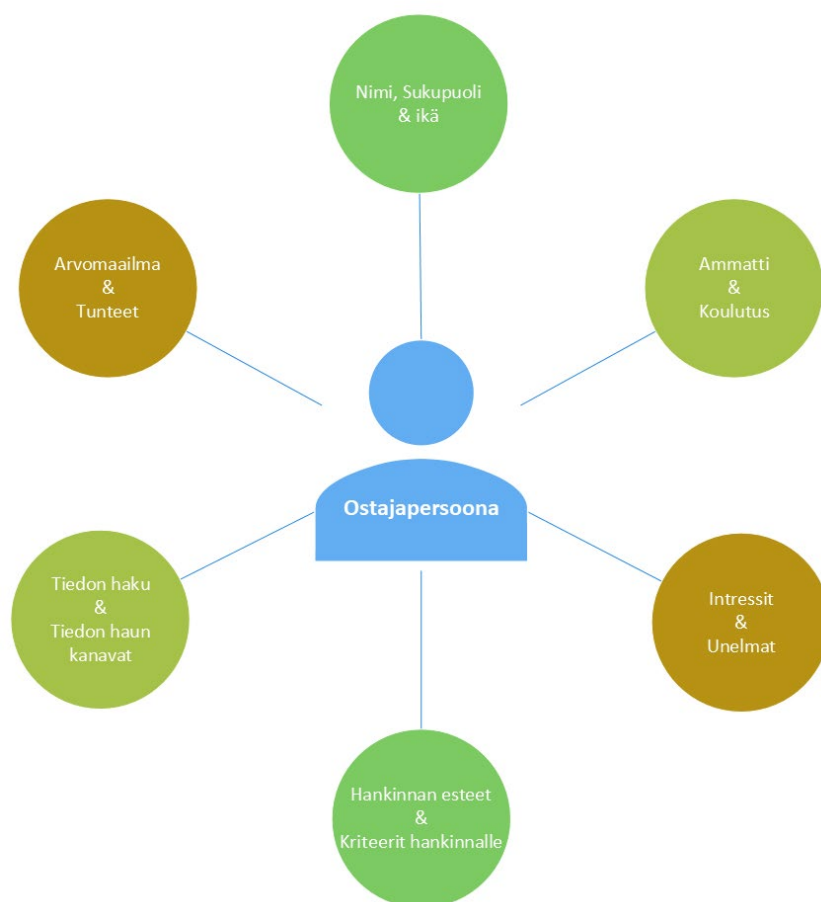 Nimi, Sukupuoli
& ikä
Arvomaailma
&
Tunteet
Ammatti
&
Koulutus
Ostajapersoona
Tiedon haku
&
Tiedon haun
kanavat
Intressit
&
Unelmat
Hankinnan esteet
&
Kriteerit hankinnalle